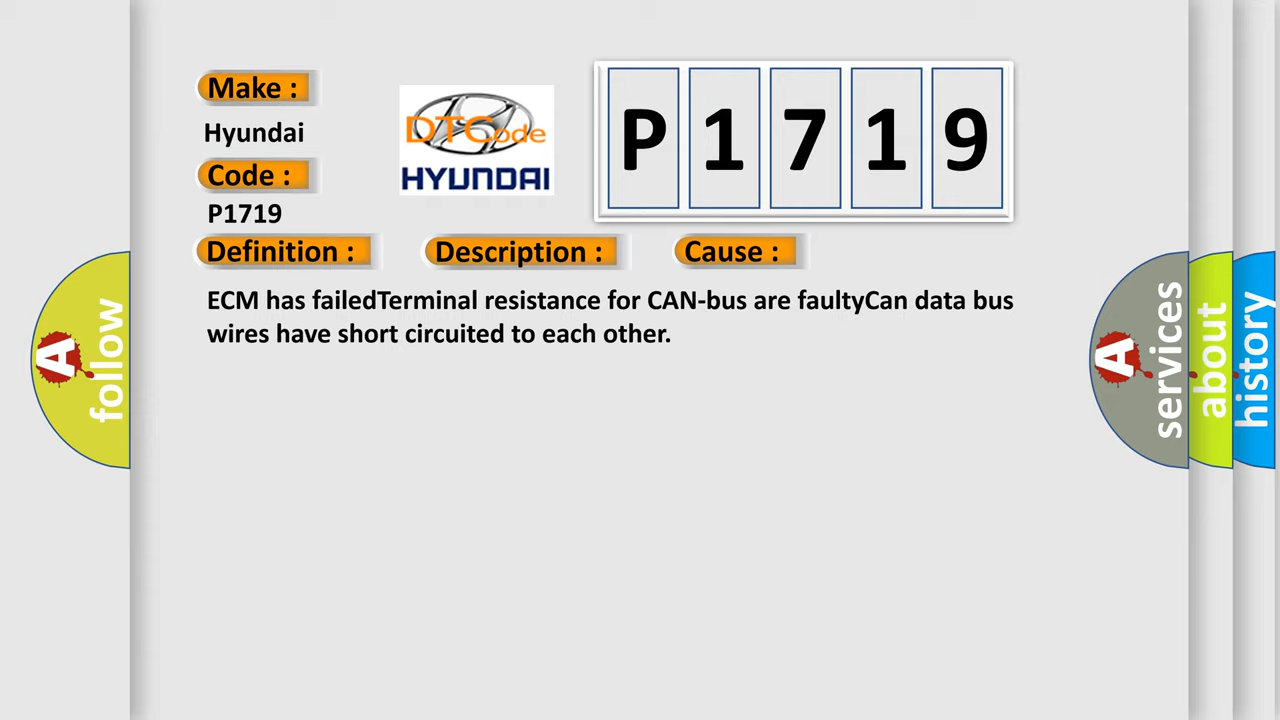 Make :
Hyundai
Code :
P1719
DTCode
HYUNDAI
P 1 7 1 9
Definition :
Description :
Cause :
ECM has failedTerminal resistance for CAN-bus are faultyCan data bus
wires have short circuited to each other.
A follow
A services
about
history